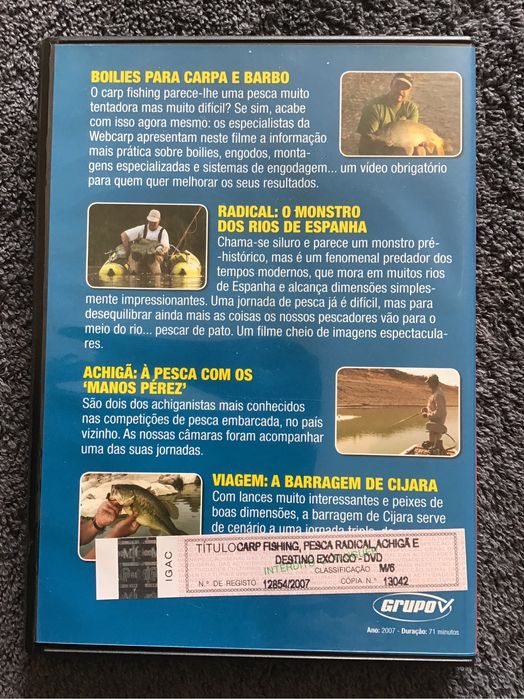 BOILIES PARA CARPA E BARBO
O carp fishing parece-lhe uma pesca muito
tentadora mas muito difícil? Se sim, acabe
com isso agora mesmo: os especialistas da
Webcarp apresentam neste filme a informação
mais prática sobre boilies, engodos, monta-
gens especializadas e sistemas de engodagem... um vídeo obrigatório
para quem quer melhorar os seus resultados.
RADICAL: O MONSTRO
DOS RIOS DE ESPANHA
Chama-se siluro e parece um monstro pré-
-histórico, mas é um fenomenal predador dos
tempos modernos, que mora em muitos rios
de Espanha e alcança dimensões simples-
mente impressionantes. Uma jornada de pesca já é difícil, mas para
desequilibrar ainda mais as coisas os nossos pescadores vão para o
meio do rio... pescar de pato. Um filme cheio de imagens espectacula-
res.
ACHIGÃ: À PESCA COM OS
'MANOS PÉREZ'
São dois dos achiganistas mais conhecidos
nas competições de pesca embarcada, no país
vizinho. As nossas câmaras foram acompanhar
uma das suas jornadas.
VIAGEM: A BARRAGEM DE CIJARA
Com lances muito interessantes e peixes de
boas dimensões, a barragem de Cijara serve
de cenário a uma jornada tripla, de
IGAC
TÍTULO CARP FISHING, PESCA RADICAL, ACHIGÃ E
DESTINO EXÓTICO - DVD
CLASSIFICAÇÃO M/6
N.º DE REGISTO 12854/2007 CÓPIA N.º 13042
GRUPO V
Ano: 2007 - Duração: 71 minutos